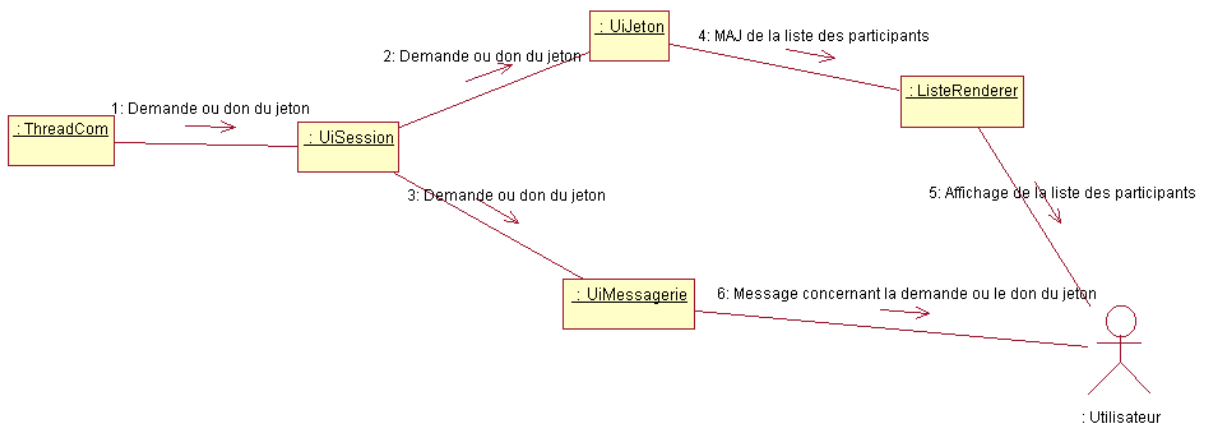 : UiJeton
4: MAJ de la liste des participants
2: Demande ou don du jeton
: ListeRenderer
1: Demande ou don du jeton
: ThreadCom
: UiSession
3: Demande ou don du jeton
5: Affichage de la liste des participants
: UiMessagerie
6: Message concernant la demande ou le don du jeton
: Utilisateur